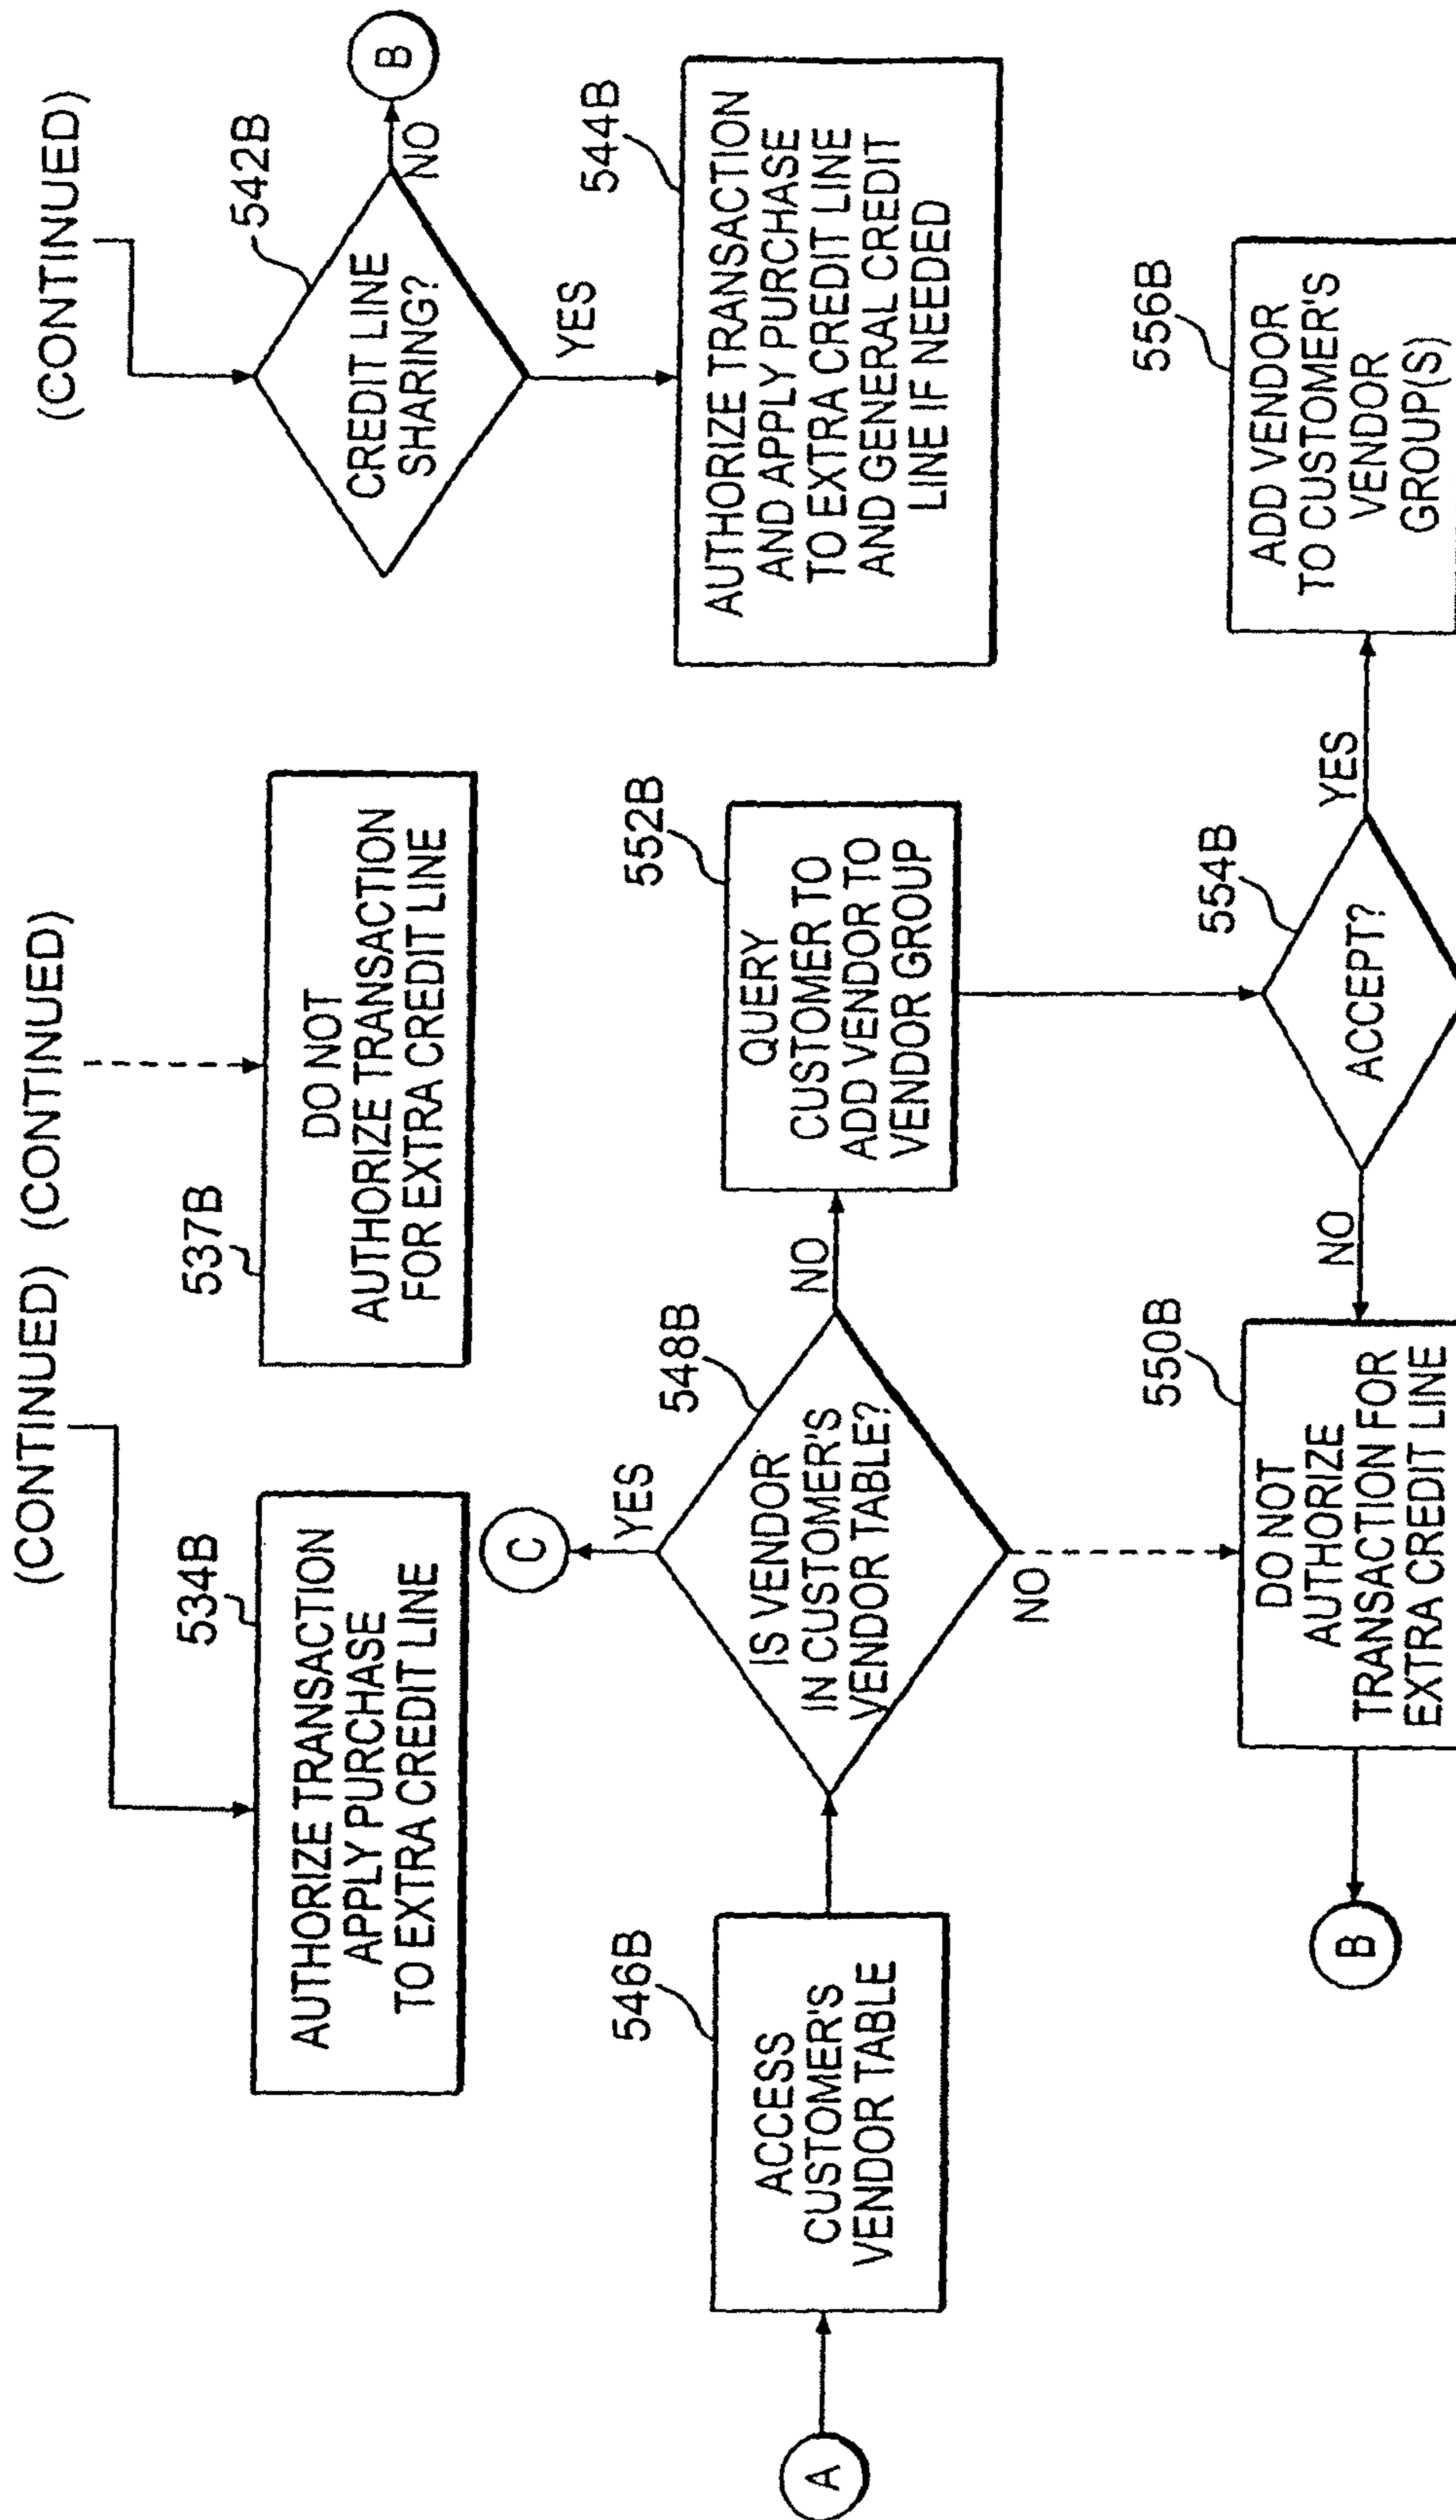 (CONTINUED) (CONTINUED)
(CONTINUED)
534B
AUTHORIZE TRANSACTION
APPLY PURCHASE
TO EXTRA CREDIT LINE
537B
DO NOT
AUTHORIZE TRANSACTION
FOR EXTRA CREDIT LINE
542B
CREDIT LINE
SHARING?
NO
B
YES
544B
AUTHORIZE TRANSACTION
AND APPLY PURCHASE
TO EXTRA CREDIT LINE
AND GENERAL CREDIT
LINE IF NEEDED
A
546B
ACCESS
CUSTOMER'S
VENDOR TABLE
C
YES
548B
IS VENDOR
IN CUSTOMER'S
VENDOR TABLE?
NO
NO
552B
QUERY
CUSTOMER TO
ADD VENDOR TO
VENDOR GROUP
B
550B
DO NOT
AUTHORIZE
TRANSACTION FOR
EXTRA CREDIT LINE
NO
554B
ACCEPT?
YES
556B
ADD VENDOR
TO CUSTOMER'S
VENDOR
GROUP(S)